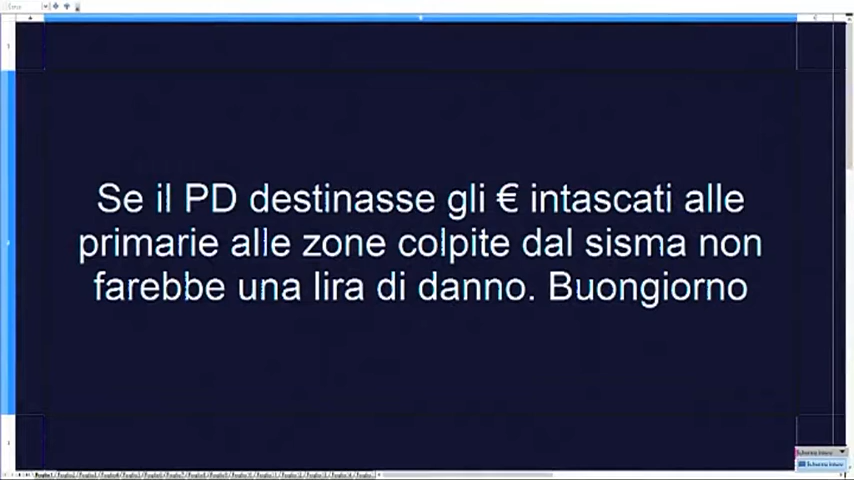 Se il PD destinasse gli € intascati alle
primarie alle zone colpite dal sisma non
farebbe una lira di danno. Buongiorno